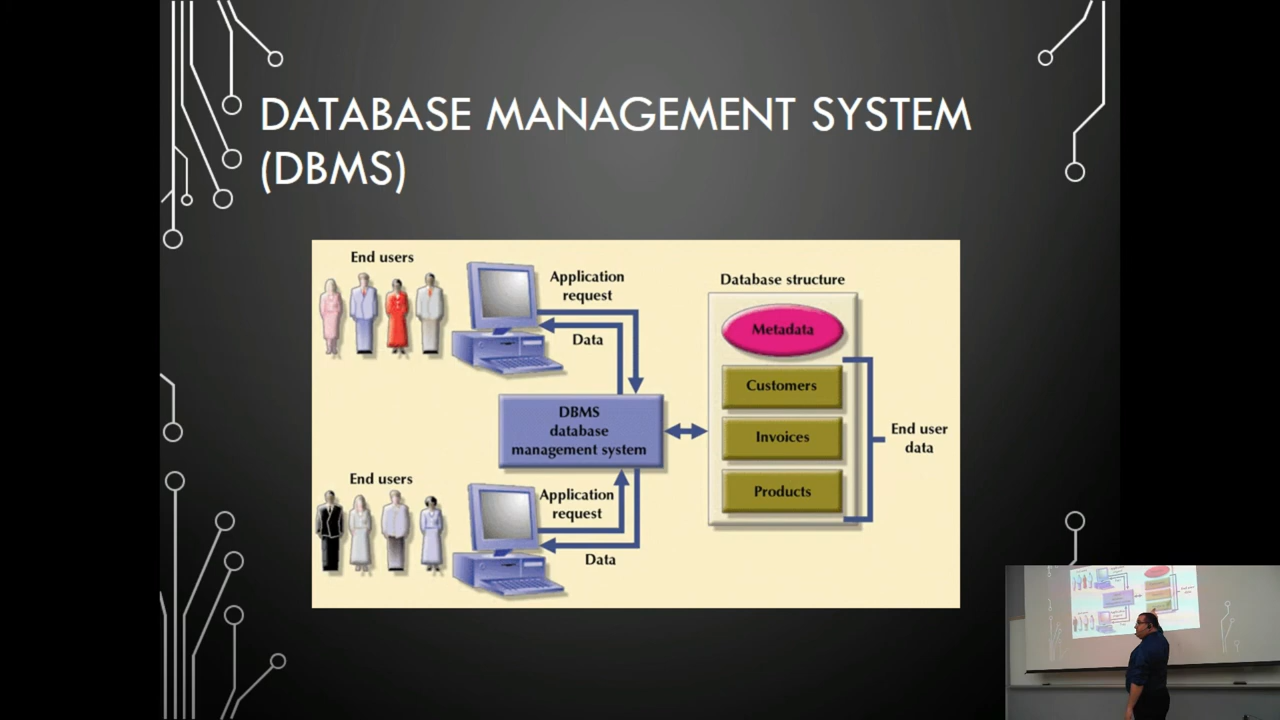 DATABASE MANAGEMENT SYSTEM
(DBMS)
End users
Application
request
Data
Database structure
Metadata
Customers
Invoices
Products
End user
data
DBMS
database
management system
End users
Application
request
Data